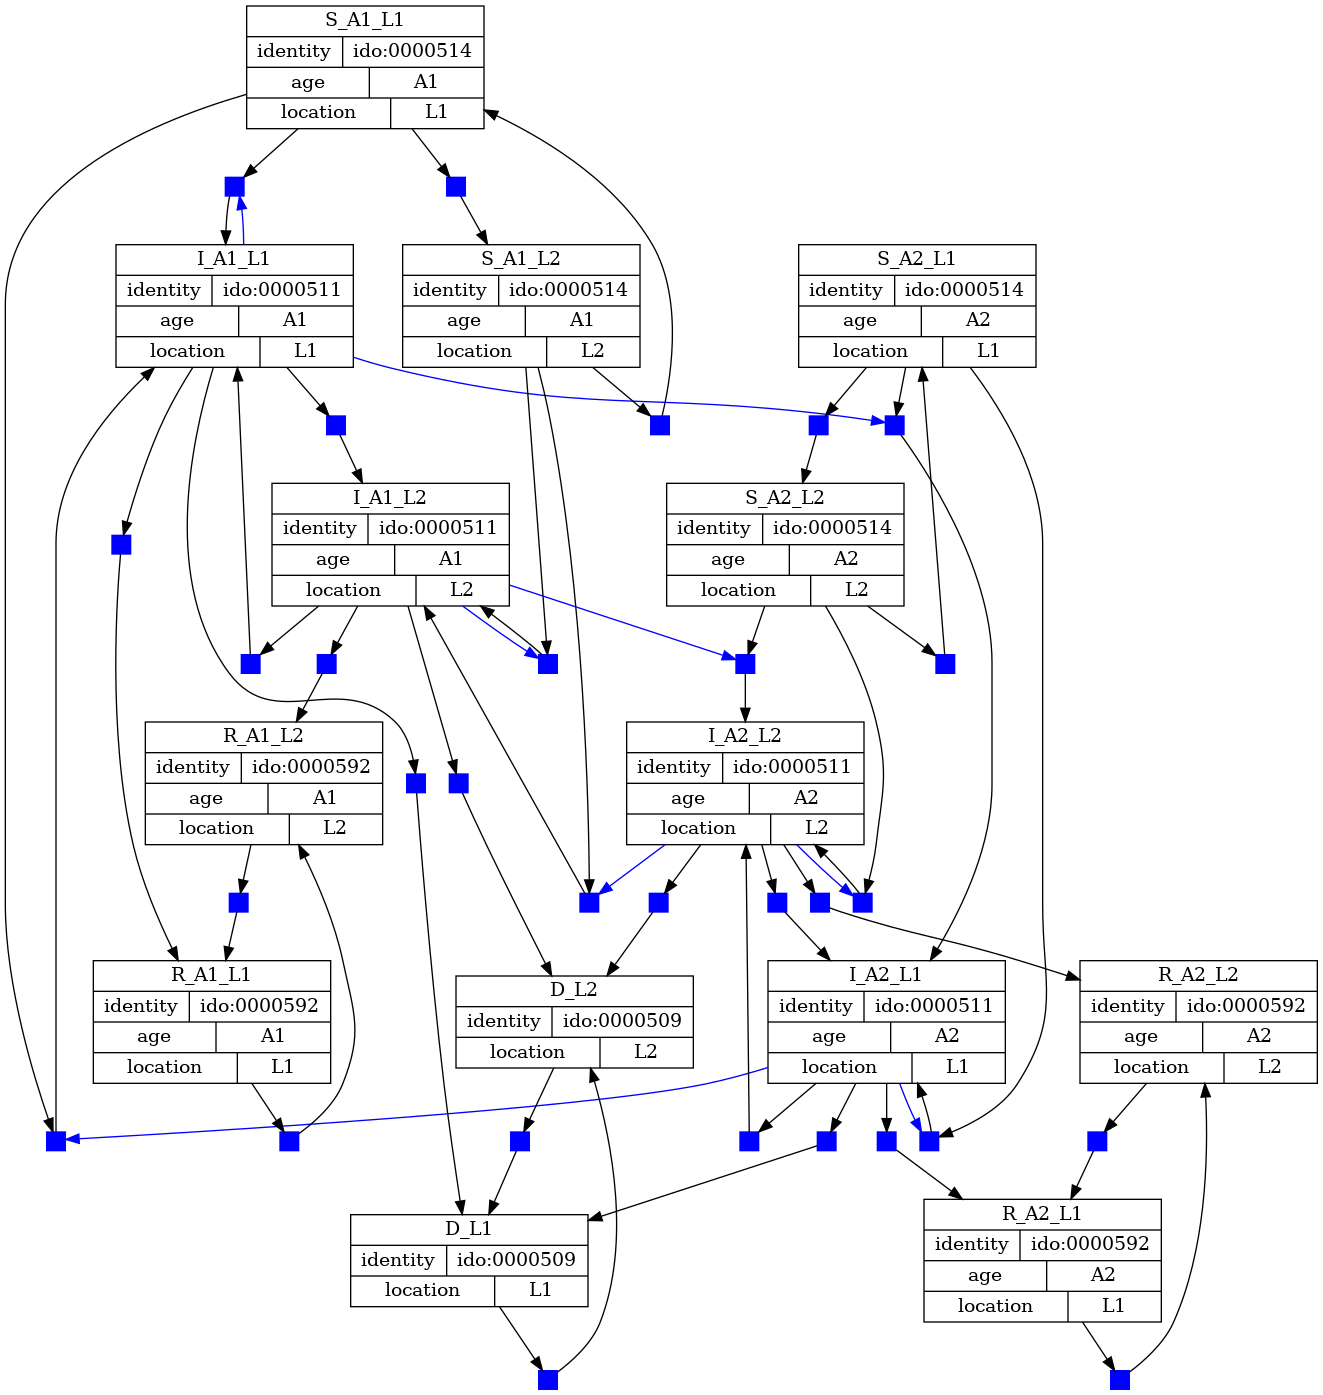 S_A1_L1
identity ido:0000514
age A1
location L1
I_A1_L1
identity ido:0000511
age A1
location L1
S_A1_L2
identity ido:0000514
age A1
location L2
S_A2_L1
identity ido:0000514
age A2
location L1
I_A1_L2
identity ido:0000511
age A1
location L2
S_A2_L2
identity ido:0000514
age A2
location L2
R_A1_L2
identity ido:0000592
age A1
location L2
I_A2_L2
identity ido:0000511
age A2
location L2
R_A1_L1
identity ido:0000592
age A1
location L1
D_L2
identity ido:0000509
location L2
I_A2_L1
identity ido:0000511
age A2
location L1
R_A2_L2
identity ido:0000592
age A2
location L2
D_L1
identity ido:0000509
location L1
R_A2_L1
identity ido:0000592
age A2
location L1